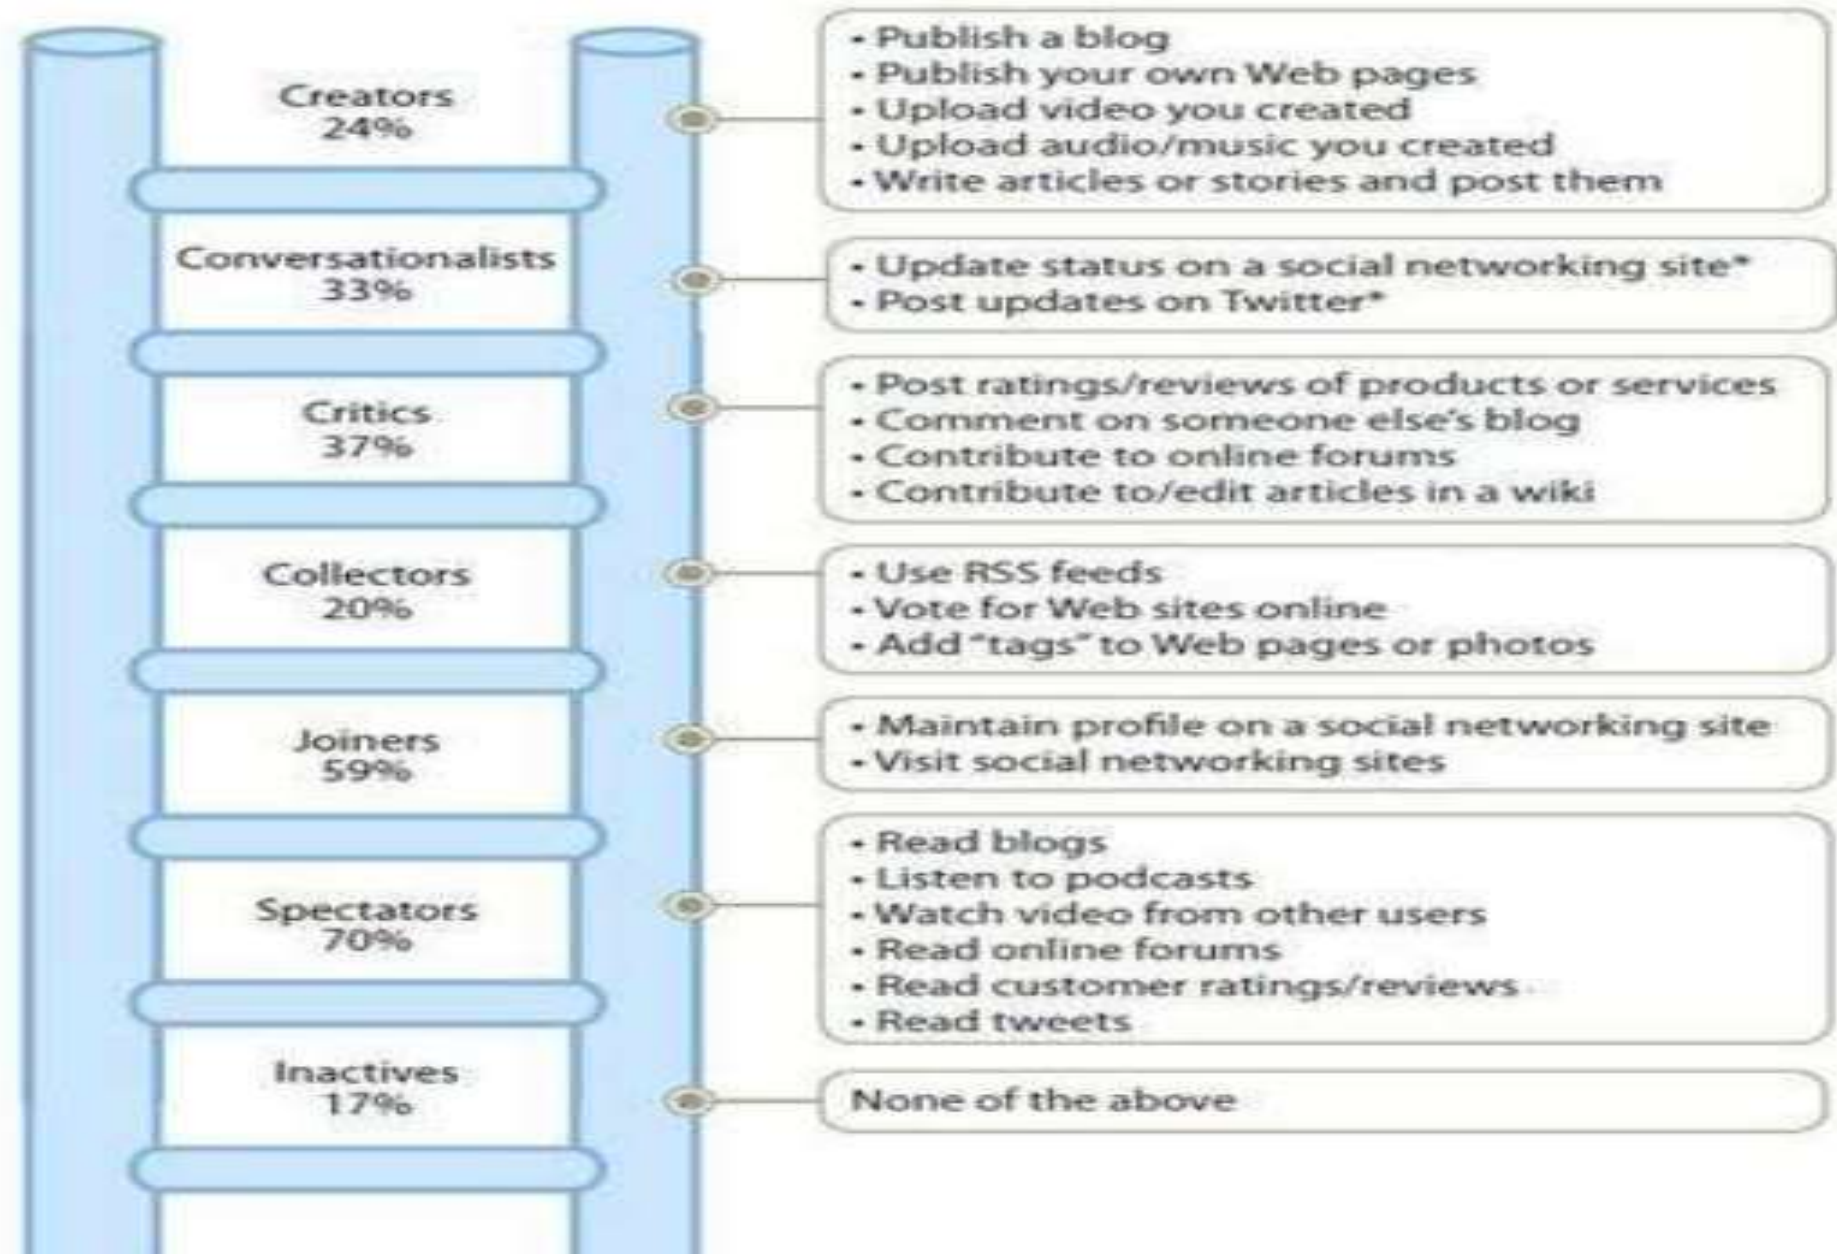 Creators
24%
• Publish a blog
• Publish your own Web pages
• Upload video you created
• Upload audio/music you created
• Write articles or stories and post them
Conversationalists
33%
• Update status on a social networking site*
• Post updates on Twitter*
Critics
37%
• Post ratings/reviews of products or services
• Comment on someone else's blog
• Contribute to online forums
• Contribute to/edit articles in a wiki
Collectors
20%
• Use RSS feeds
• Vote for Web sites online
• Add "tags" to Web pages or photos
Joiners
59%
• Maintain profile on a social networking site
• Visit social networking sites
Spectators
70%
• Read blogs
• Listen to podcasts
• Watch video from other users
• Read online forums
• Read customer ratings/reviews
• Read tweets
Inactives
17%
None of the above